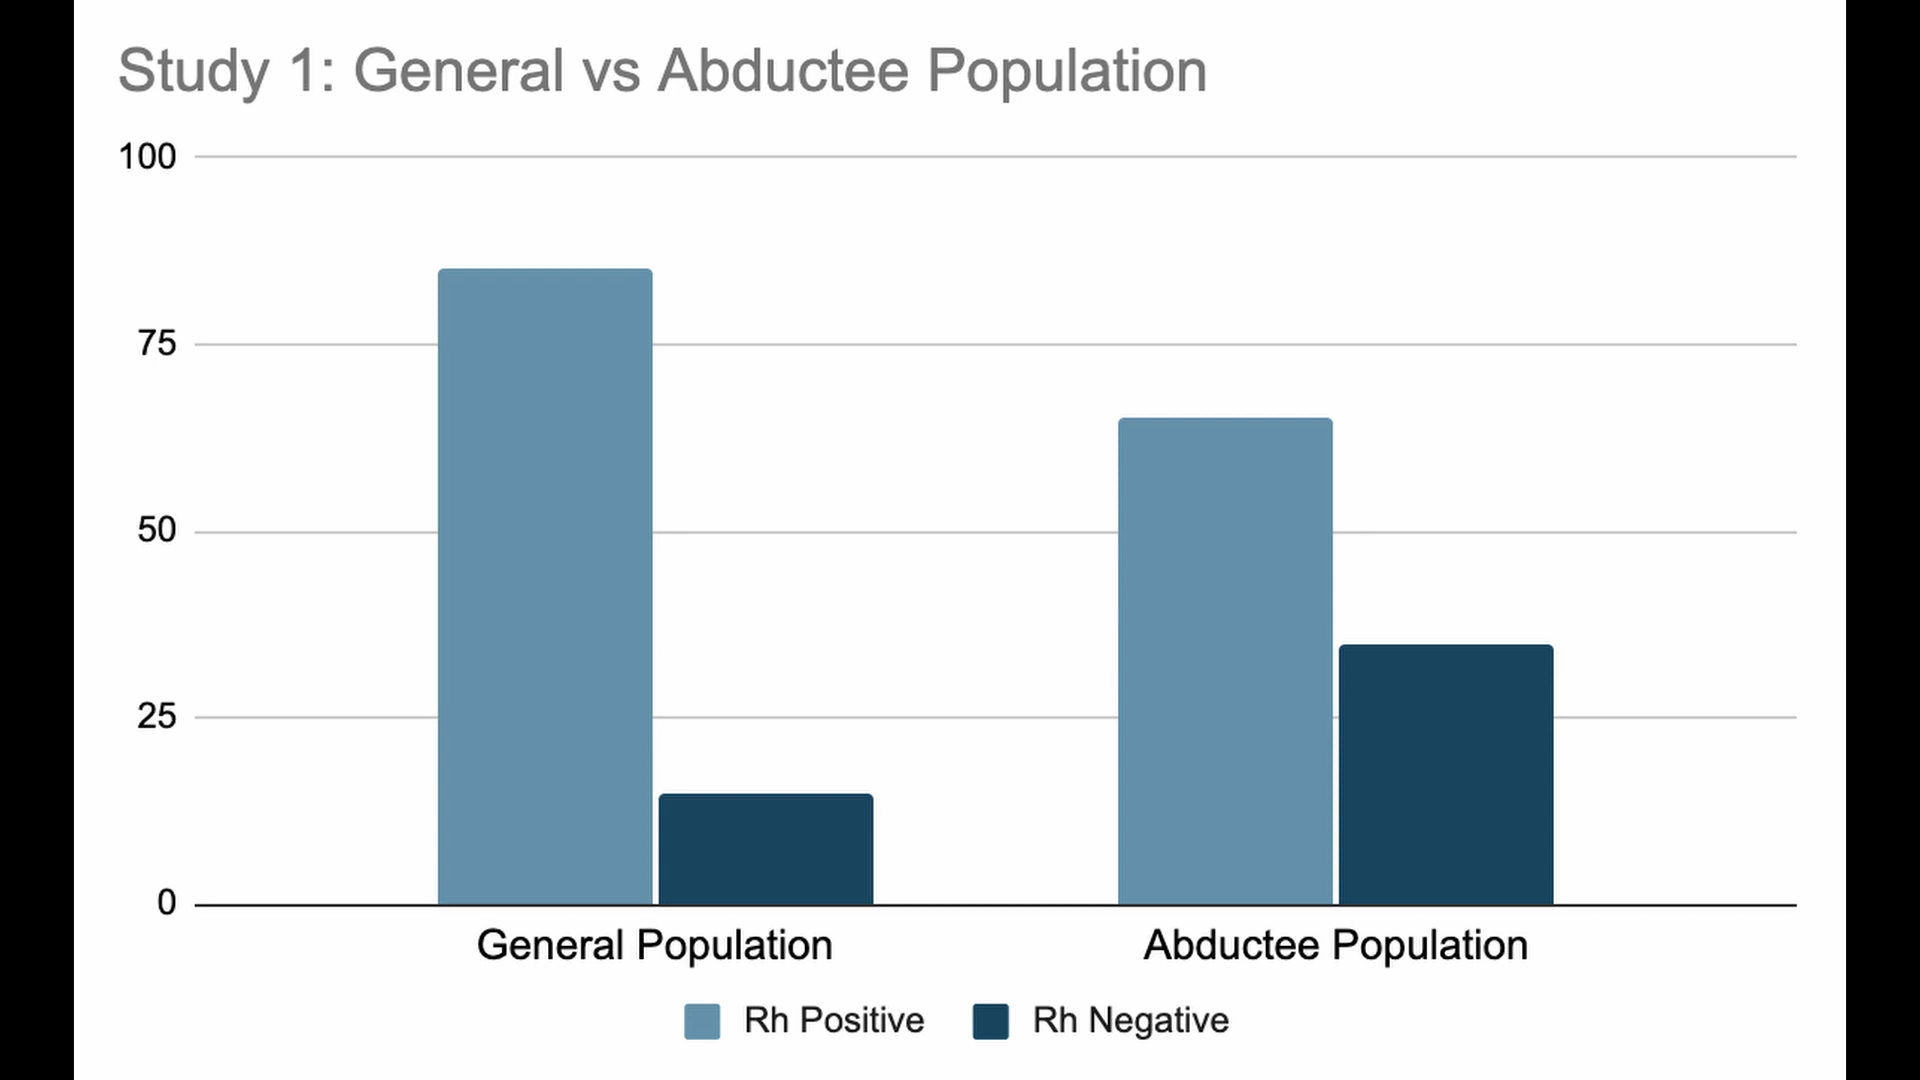 Study 1: General vs Abductee Population
100
75
50
25
0
General Population
Abductee Population
Rh Positive
Rh Negative